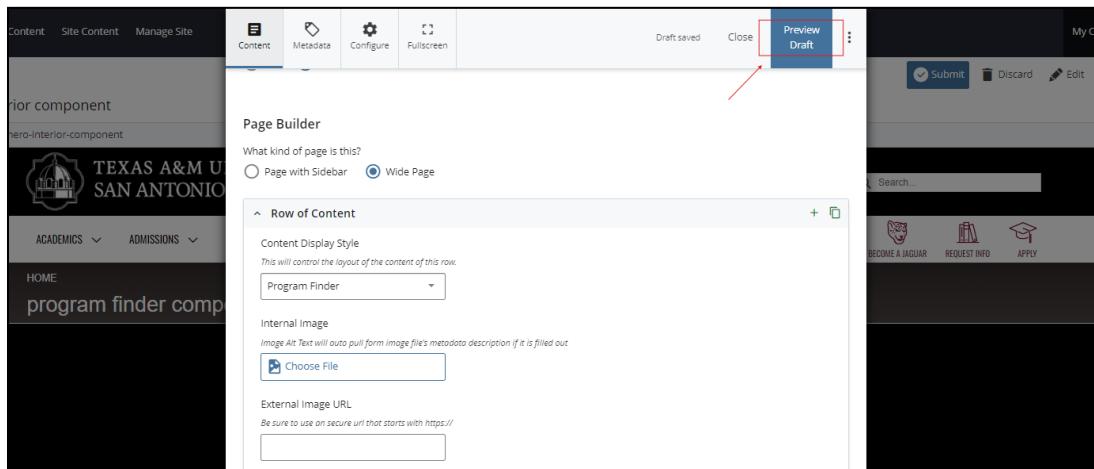 Content Site Content Manage Site
Content Metadata Configure Fullscreen
Draft saved Close Preview Draft
My
Submit Discard Edit
rior component
hero-interior-component
TEXAS A&M U
SAN ANTONIO
Search...
ACADEMICS ADMISSIONS
BECOME A JAGUAR REQUEST INFO APPLY
HOME
program finder comp
Page Builder
What kind of page is this?
Page with Sidebar Wide Page
Row of Content
Content Display Style
This will control the layout of the content of this row.
Program Finder
Internal Image
Image Alt Text will auto pull form image file's metadata description if it is filled out
Choose File
External Image URL
Be sure to use an secure url that starts with https://